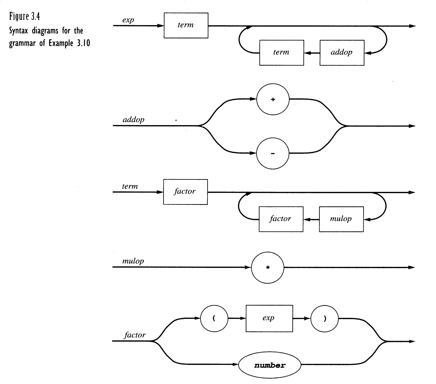 Figure 3.4
Syntax diagrams for the
grammar of Example 3.10
exp
term
term
addop
addop
+
-
term
factor
factor
mulop
mulop
*
factor
(
exp
)
number